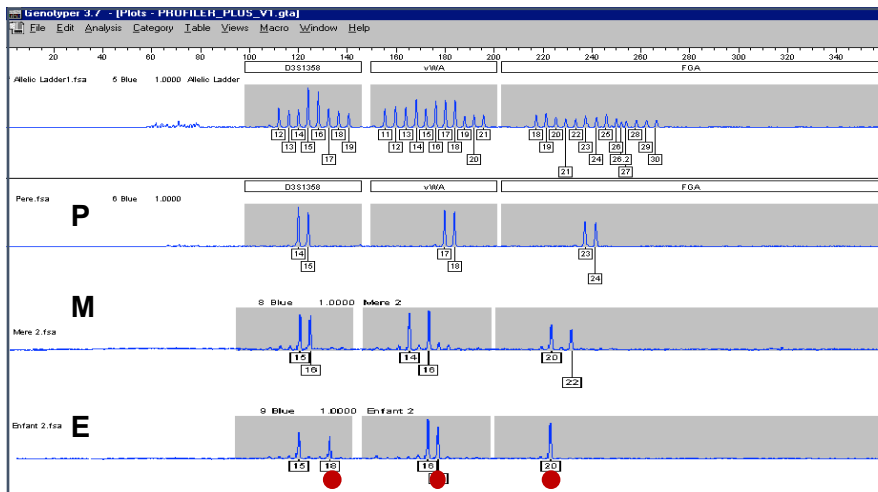 Genotyper 3.7 - [Plots - PROFILER_PLUS_V1.gta]
File Edit Analysis Category Table Views Macro Window Help
20 40 60 80 100 120 140 160 180 200 220 240 260 280 300 320 340
D3S1358 vWA FGA
Allelic Ladder1.fsa 5 Blue 1.0000 Allelic Ladder
12 14 16 18 11 13 15 17 19 21 18 20 22 25 28
13 15 19 12 14 16 18 19 23 26 29
17 20 24 26.2 30
21 27
D3S1358 vWA FGA
Pere.fsa 6 Blue 1.0000
P
14 17 23
15 18 24
M
8 Blue 1.0000 Mere 2
Mere 2.fsa
15 14 20
16 16 22
9 Blue 1.0000 Enfant 2
Enfant 2.fsa
E
15 18 16 20